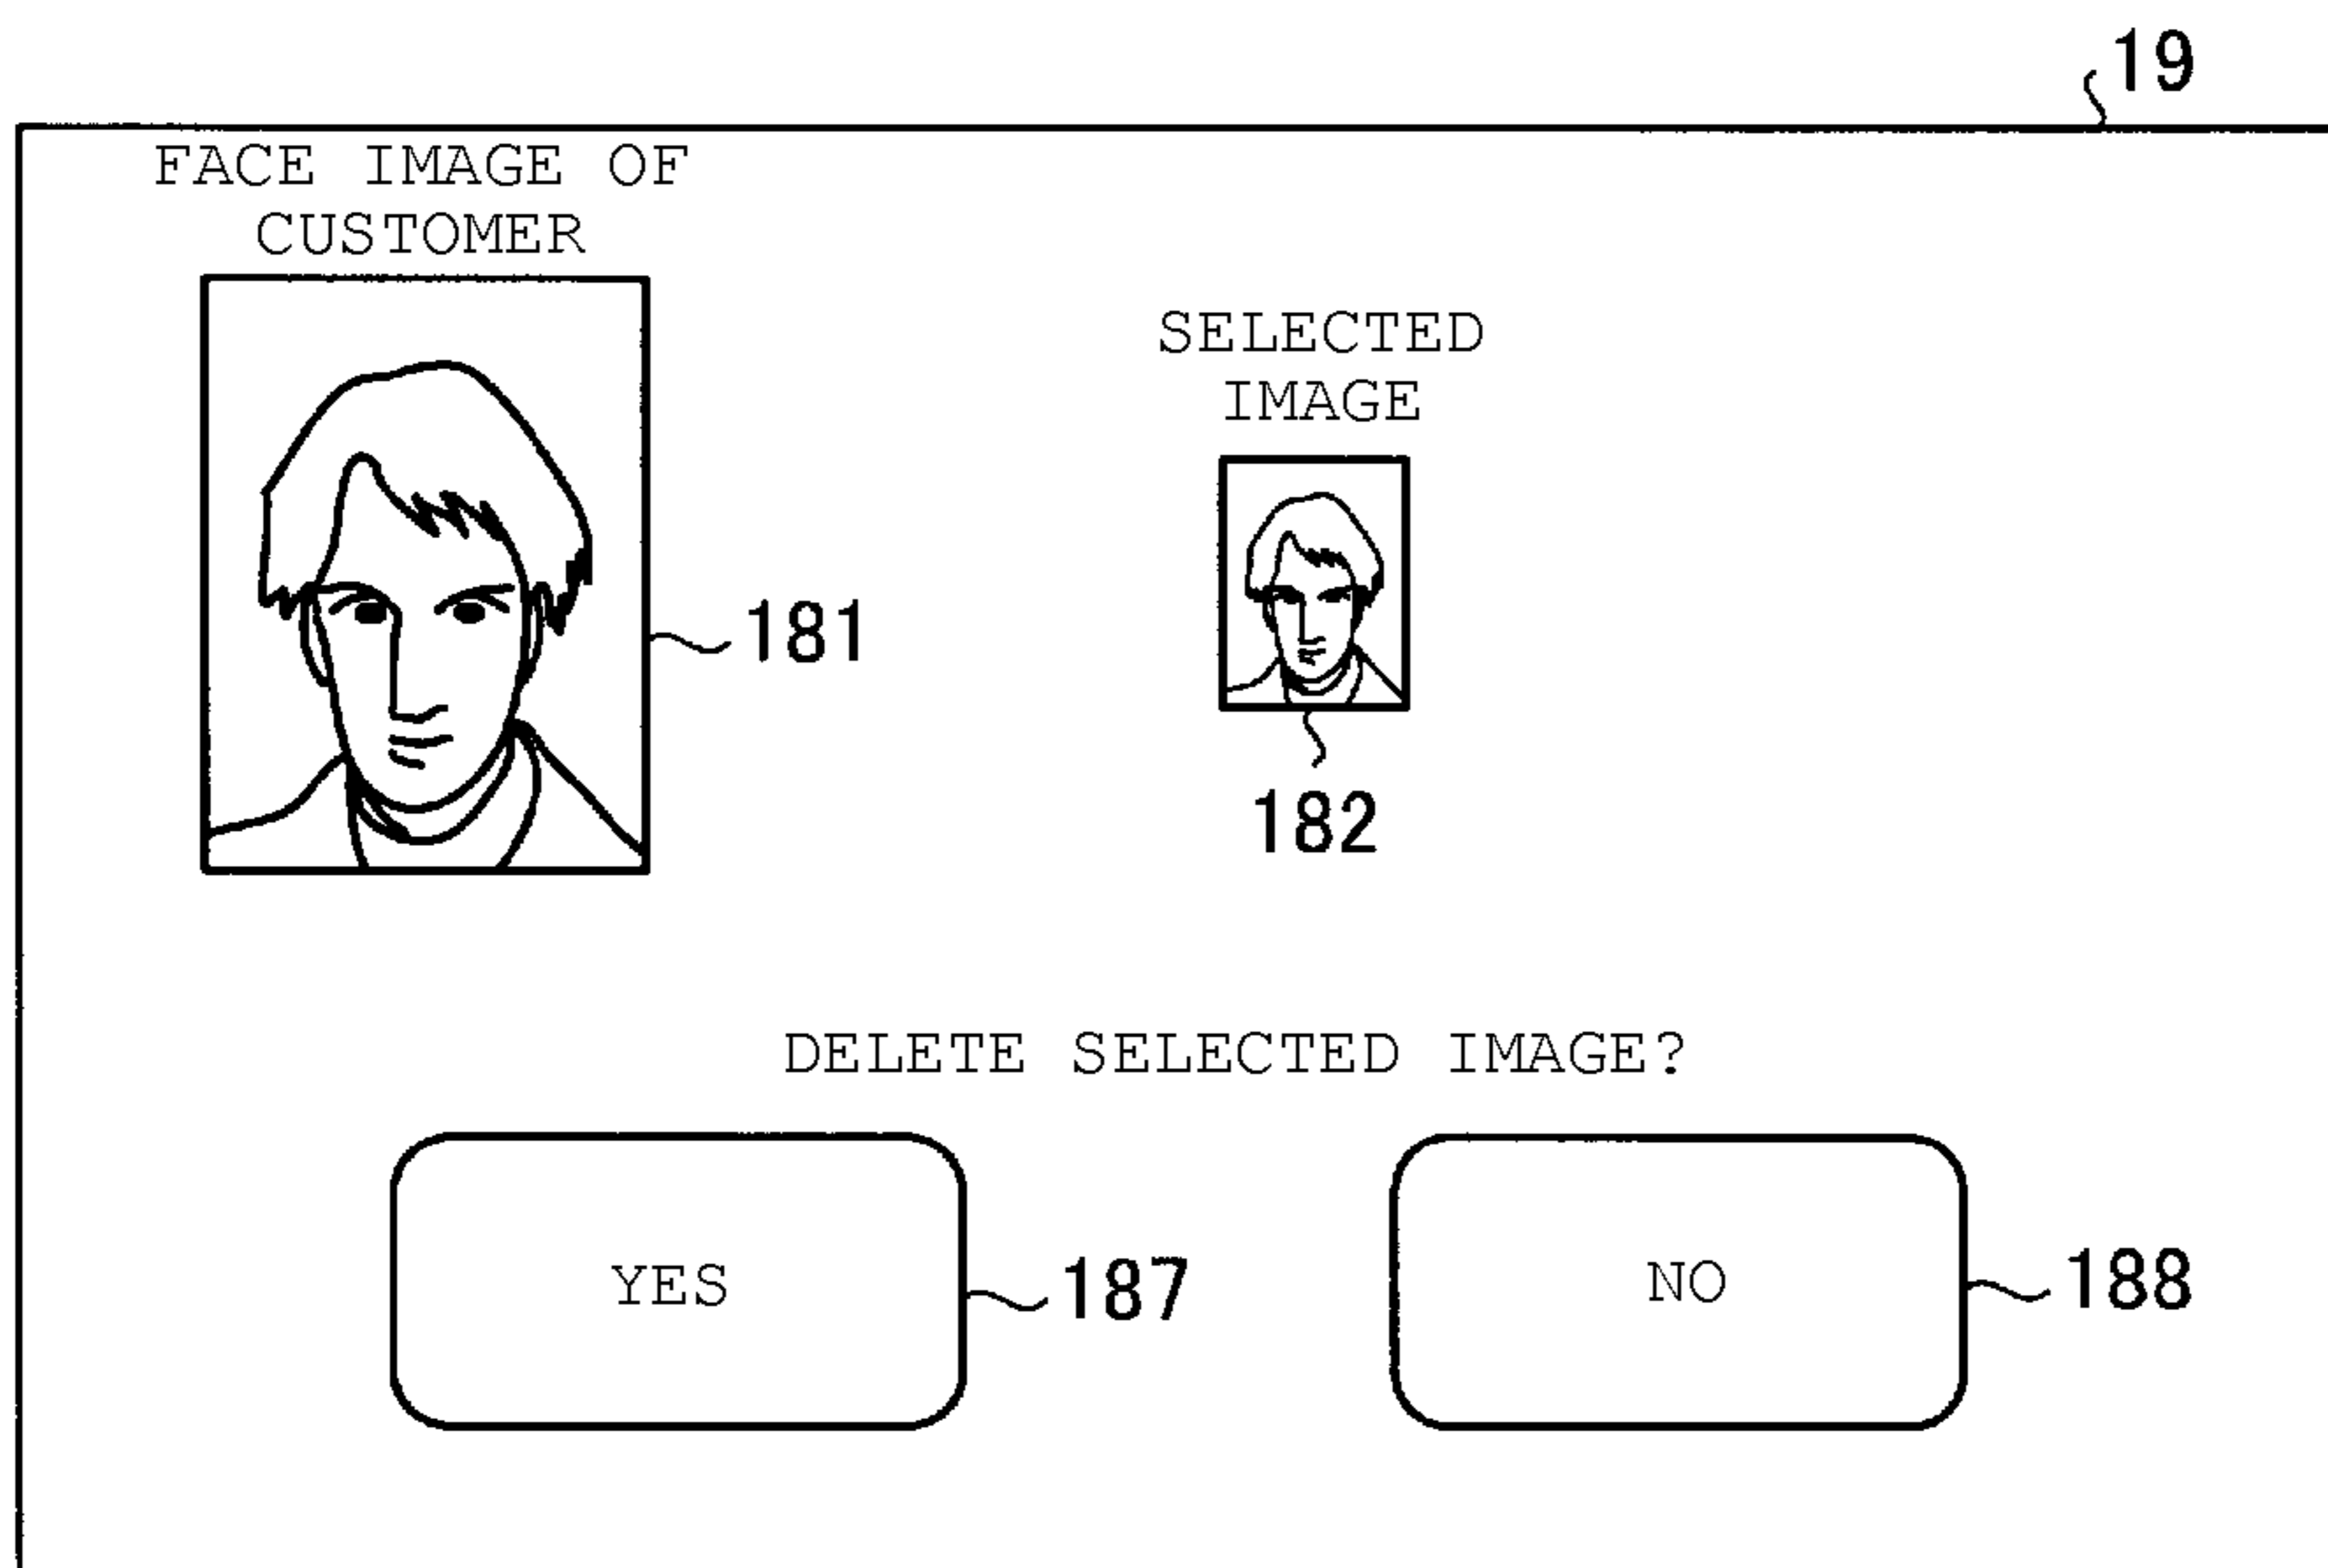 19
FACE IMAGE OF
CUSTOMER
SELECTED
IMAGE
181
182
DELETE SELECTED IMAGE?
YES
187
NO
188